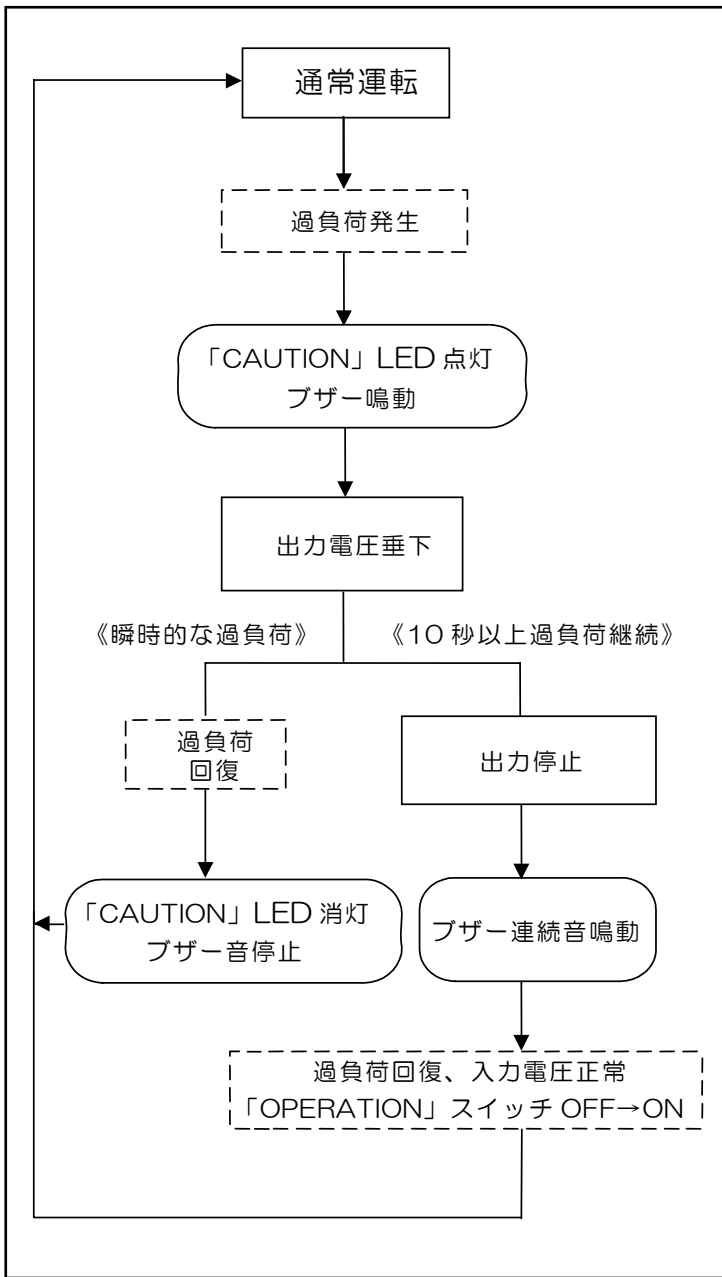 通常運転
過負荷発生
「CAUTION」LED 点灯
ブザー鳴動
出力電圧垂下
《瞬時的な過負荷》
《10 秒以上過負荷継続》
過負荷
回復
出力停止
「CAUTION」LED 消灯
ブザー音停止
ブザー連続音鳴動
過負荷回復、入力電圧正常
「OPERATION」スイッチ OFF→ON